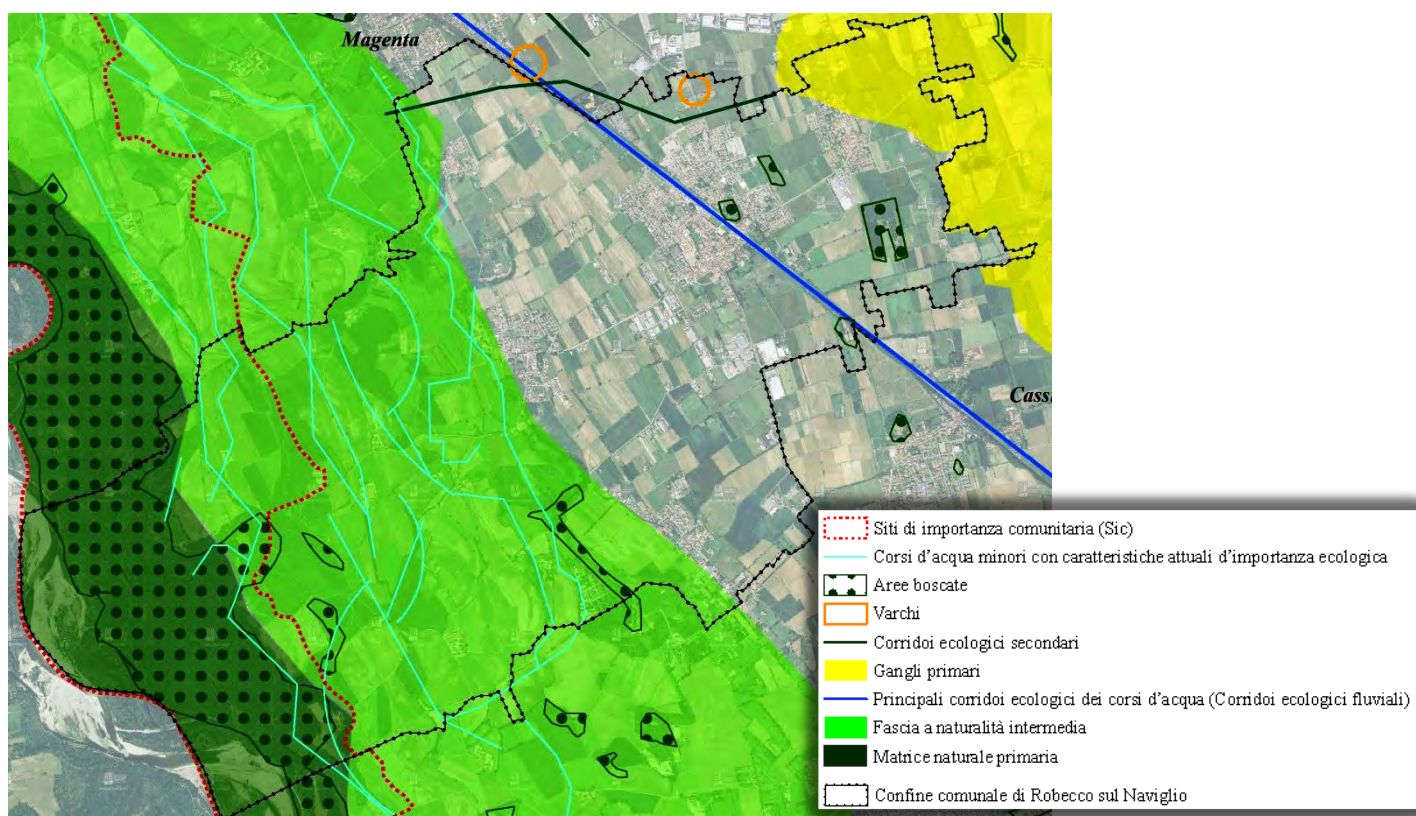 Magenta
Cass
Siti di importanza comunitaria (Sic)
Corsi d'acqua minori con caratteristiche attuali d'importanza ecologica
Aree boscate
Varchi
Corridoi ecologici secondari
Gangli primari
Principali corridoi ecologici dei corsi d'acqua (Corridoi ecologici fluviali)
Fascia a naturalità intermedia
Matrice naturale primaria
Confine comunale di Robecco sul Naviglio